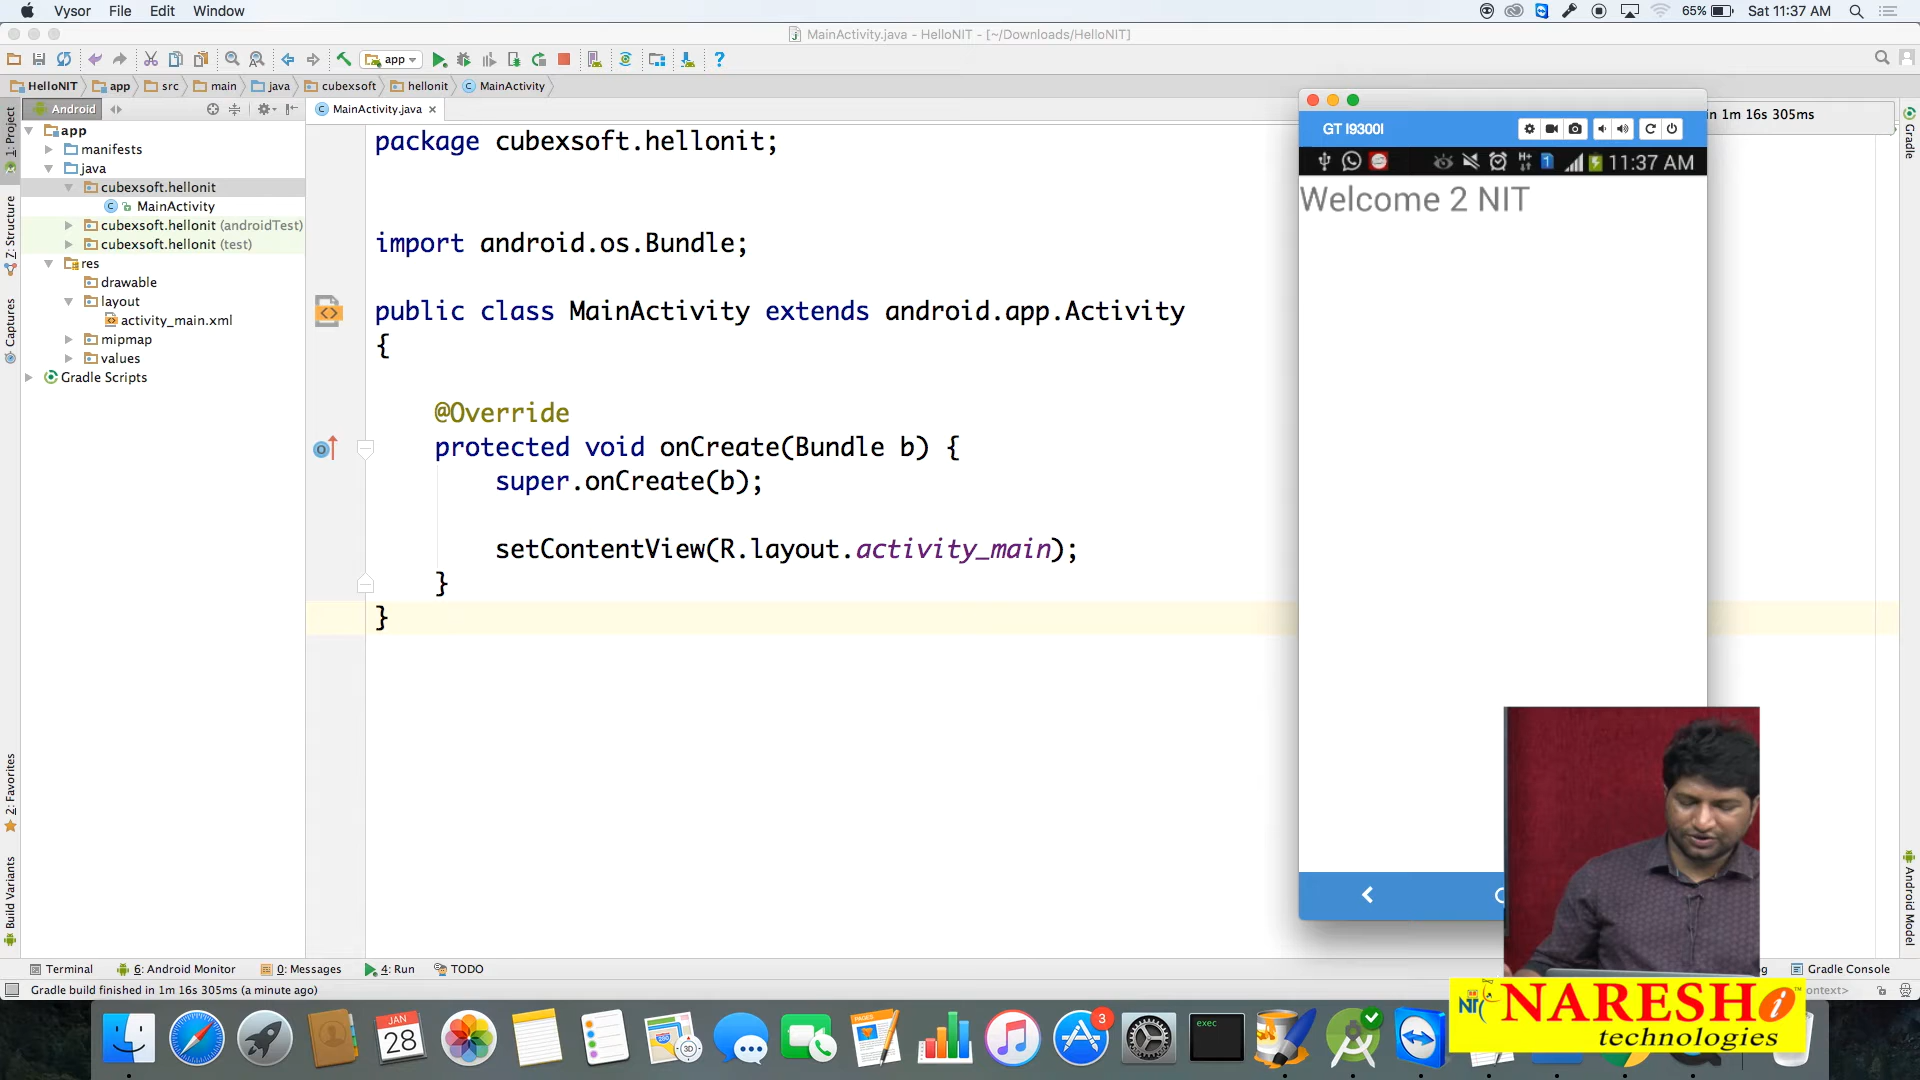 Vysor File Edit Window 65% Sat 11:37 AM
MainActivity.java - HelloNIT - [~/Downloads/HelloNIT]
app
HelloNIT app src main java cubexsoft hellonit MainActivity
Android
MainActivity.java
1: Project
Z: Structure
Captures
2: Favorites
Build Variants
app
manifests
java
cubexsoft.hellonit
MainActivity
cubexsoft.hellonit (androidTest)
cubexsoft.hellonit (test)
res
drawable
layout
activity_main.xml
mipmap
values
Gradle Scripts
package cubexsoft.hellonit;
import android.os.Bundle;
public class MainActivity extends android.app.Activity
{
@Override
protected void onCreate(Bundle b) {
super.onCreate(b);
setContentView(R.layout.activity_main);
}
}
in 1m 16s 305ms
GT I9300I
11:37 AM
Welcome 2 NIT
Gradle
Android Model
Terminal 6: Android Monitor 0: Messages 4: Run TODO Gradle Console
Gradle build finished in 1m 16s 305ms (a minute ago)
JAN
28
280
3D
PAGES
3
exec
NIT NARESH i
technologies